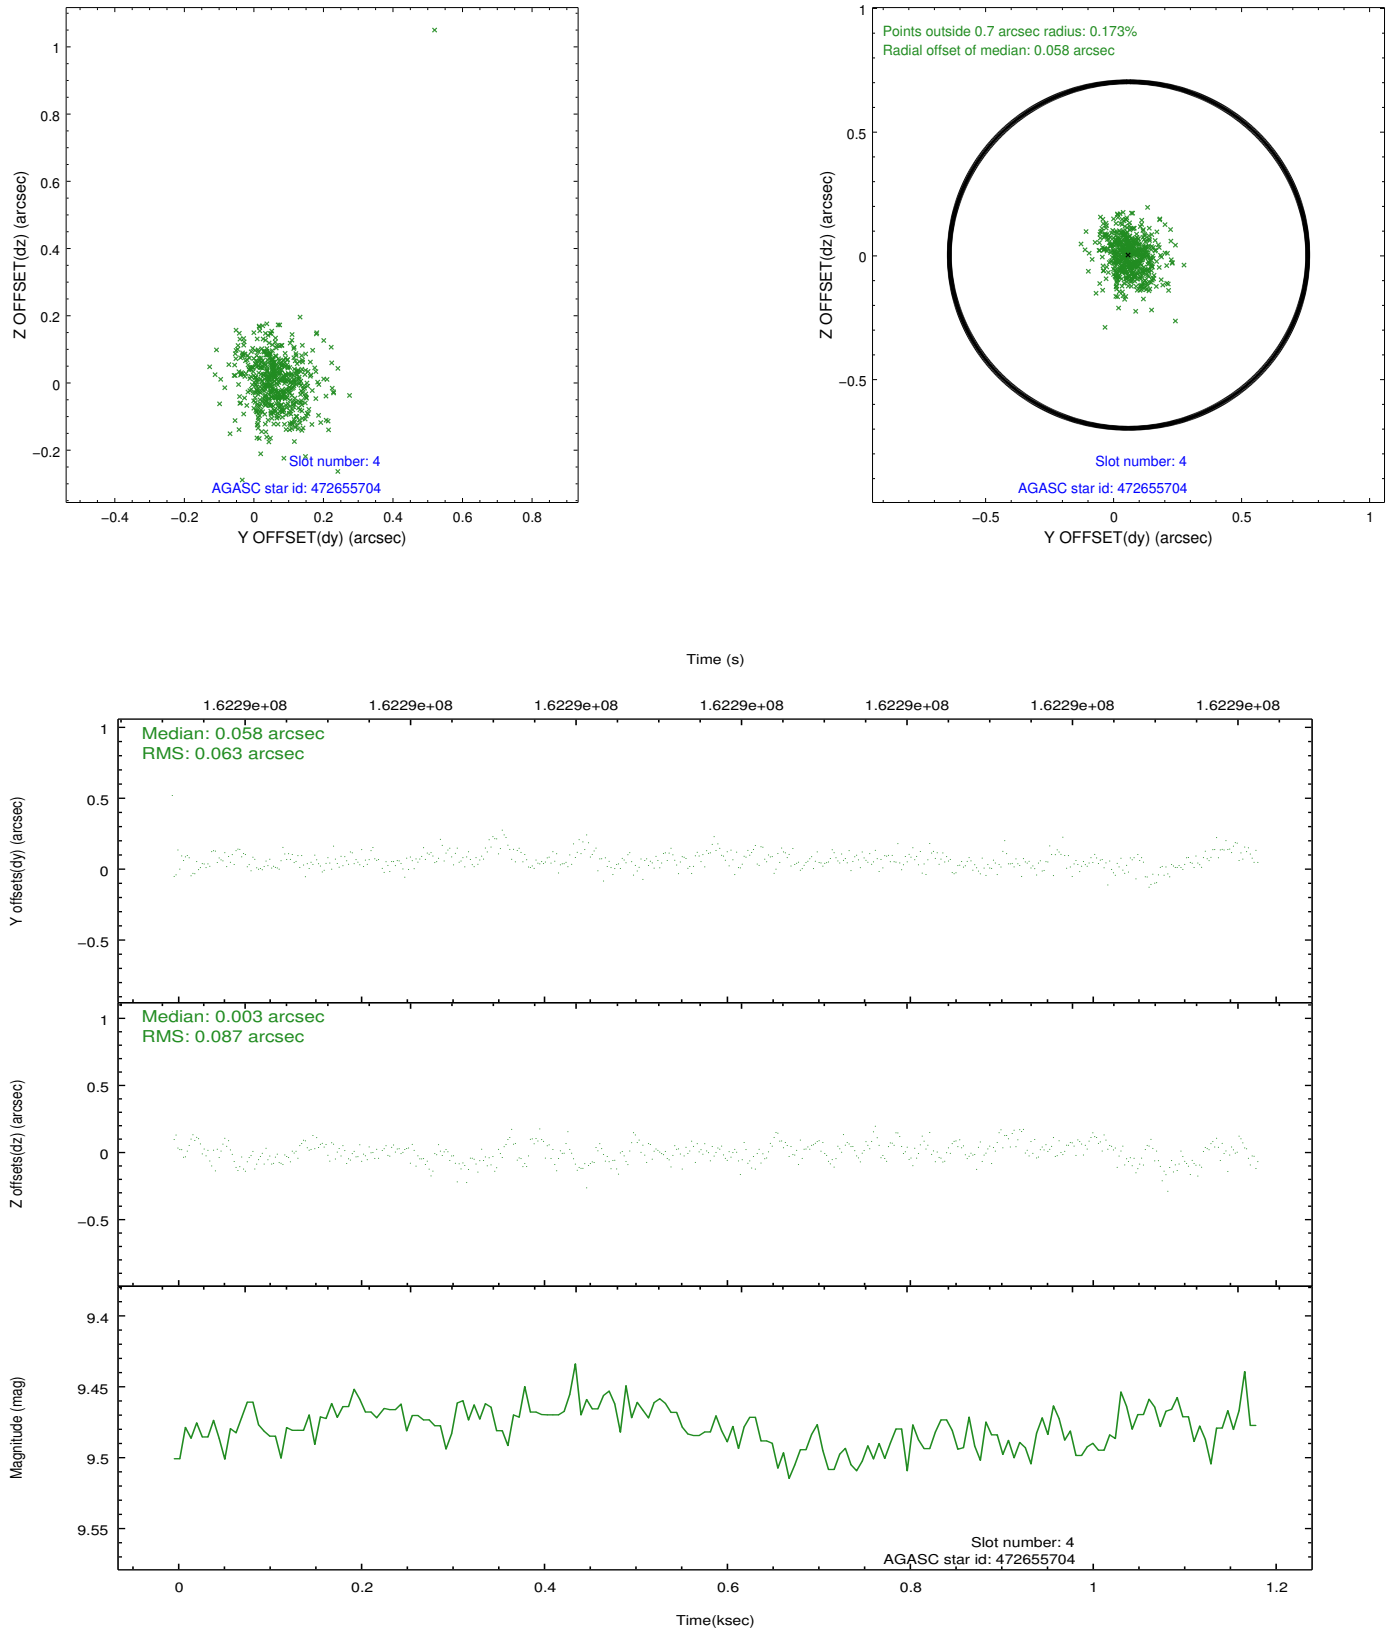 1
0.8
0.6
0.4
0.2
0
−0.2
Z OFFSET(dz) (arcsec)
Slot number: 4
AGASC star id: 472655704
−0.4 −0.2 0 0.2 0.4 0.6 0.8
Y OFFSET(dy) (arcsec)
1
0.5
0
−0.5
Z OFFSET(dz) (arcsec)
Points outside 0.7 arcsec radius: 0.173%
Radial offset of median: 0.058 arcsec
Slot number: 4
AGASC star id: 472655704
−0.5 0 0.5 1
Y OFFSET(dy) (arcsec)
Time (s)
1.6229e+08 1.6229e+08 1.6229e+08 1.6229e+08 1.6229e+08 1.6229e+08 1.6229e+08
Median: 0.058 arcsec
RMS: 0.063 arcsec
1
0.5
0
−0.5
Y offsets(dy) (arcsec)
Median: 0.003 arcsec
RMS: 0.087 arcsec
1
0.5
0
−0.5
Z offsets(dz) (arcsec)
9.4
9.45
9.5
9.55
Magnitude (mag)
Slot number: 4
AGASC star id: 472655704
0 0.2 0.4 0.6 0.8 1 1.2
Time(ksec)